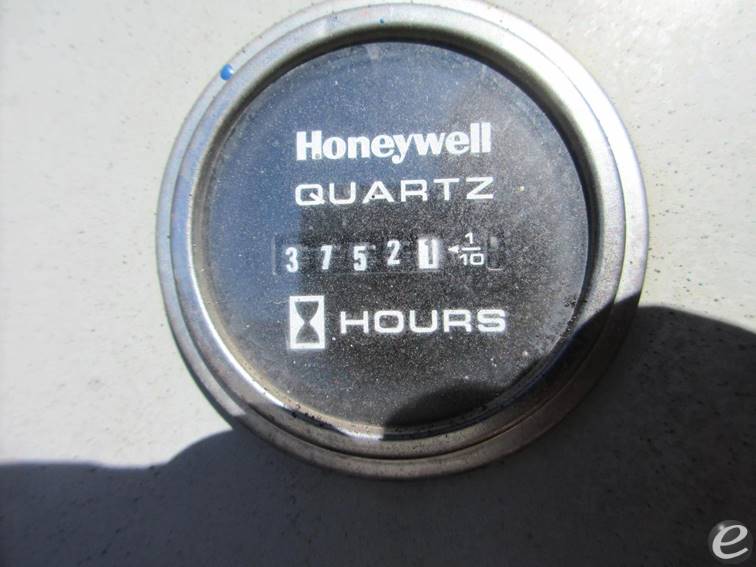 Honeywell
QUARTZ
3 7 5 2 1 1/10
HOURS
e